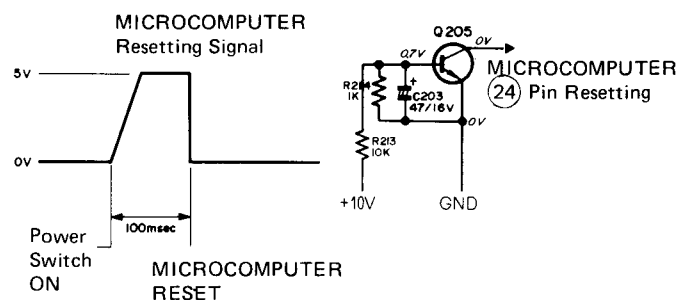 MICROCOMPUTER
Resetting Signal
5V
0V
100msec
Power
Switch
ON
MICROCOMPUTER
RESET
Q205
0V
0.7V
MICROCOMPUTER
24 Pin Resetting
R214
1K
+
C203
47/16V
0V
R213
10K
+10V
GND